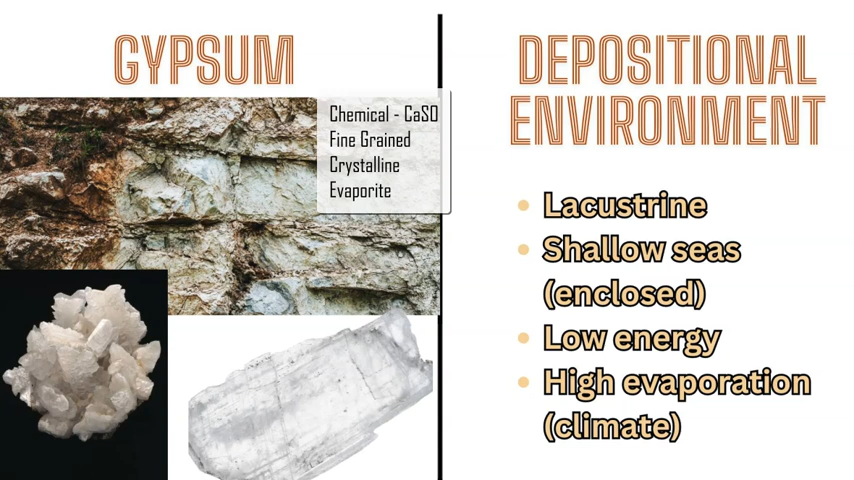 GYPSUM
Chemical - CaSO
Fine Grained
Crystalline
Evaporite
DEPOSITIONAL
ENVIRONMENT
Lacustrine
Shallow seas
(enclosed)
Low energy
High evaporation
(climate)